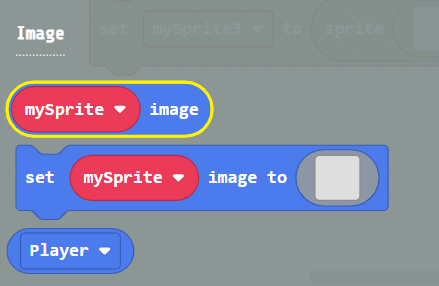 Image
set mySprite3 to sprite
mySprite image
set mySprite image to
Player